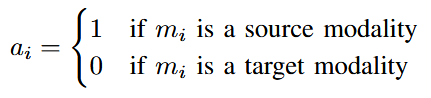 a_i = { 1 if m_i is a source modality
0 if m_i is a target modality